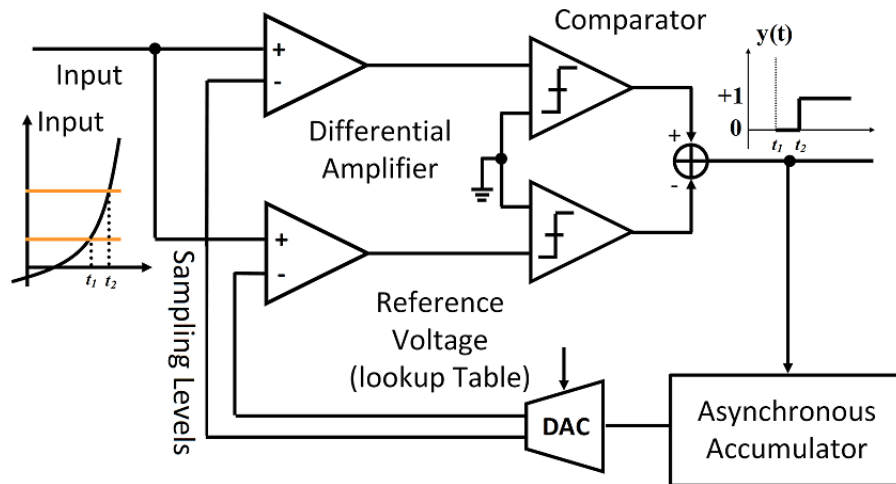 Comparator
y(t)
+
-
Input
+1
0
t1 t2
Input
Differential
Amplifier
+
-
t1 t2
+
-
Sampling Levels
Reference
Voltage
(lookup Table)
DAC
Asynchronous
Accumulator